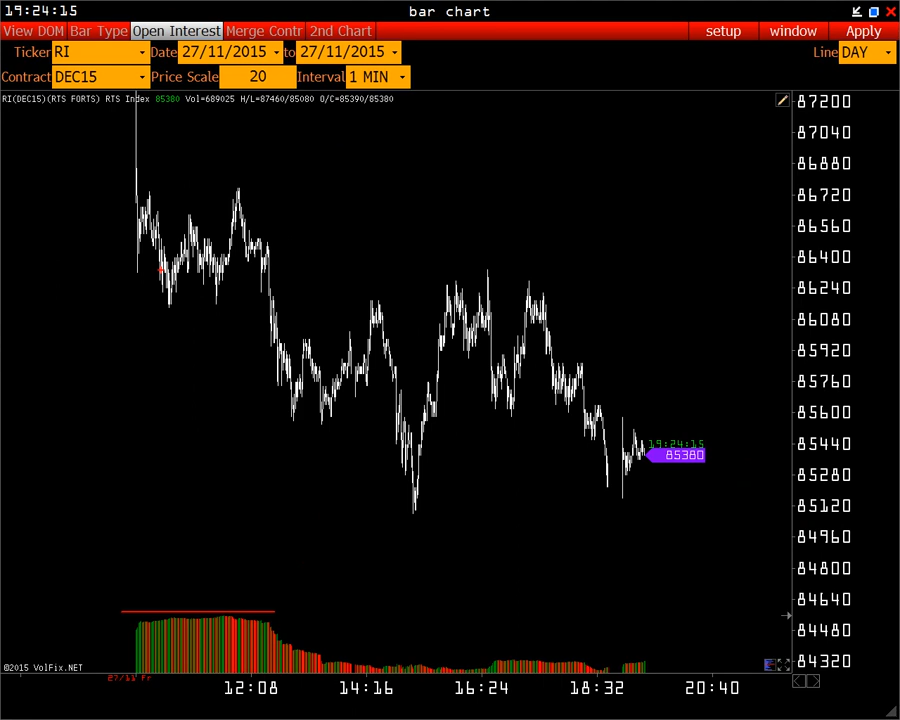 19:24:15 bar chart
View DOM Bar Type Open Interest Merge Contr 2nd Chart setup window Apply
Ticker RI Date 27/11/2015 to 27/11/2015 Line DAY
Contract DEC15 Price Scale 20 Interval 1 MIN
RI(DEC15)(RTS FORTS) RTS Index 85380 Vol=689025 H/L=87460/85080 O/C=85390/85380
87200
87040
86880
86720
86560
86400
86240
86080
85920
85760
85600
85440
19:24:15
85380
85280
85120
84960
84800
84640
84480
84320
©2015 VolFix.NET
27/11 Fr
12:08 14:16 16:24 18:32 20:40